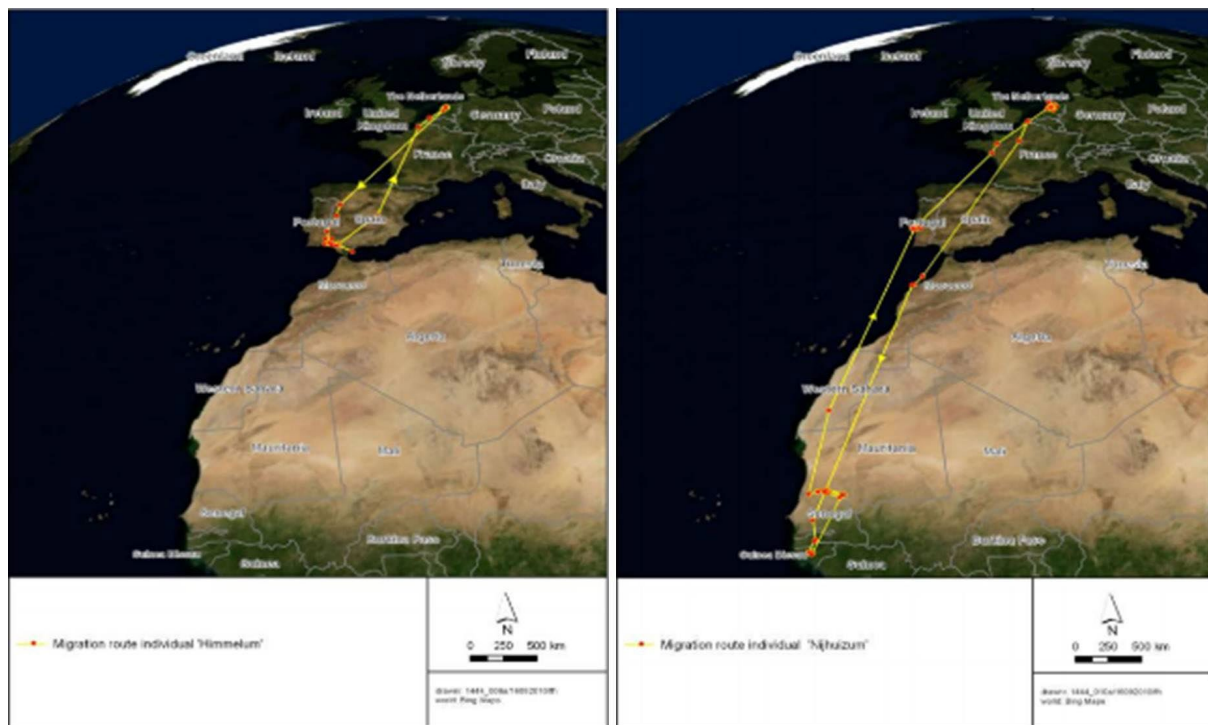 Greenland
Iceland
Norway
Finland
The Netherlands
Ireland
United
Kingdom
Germany
Poland
France
Croatia
Italy
Portugal
Spain
Tunisia
Morocco
Algeria
Western Sahara
Mauritania
Mali
Senegal
Burkina Faso
Guinea Bissau
Guinea
Migration route individual 'Himmelum'
N
0 250 500 km
world: Bing Maps
Greenland
Iceland
Norway
Finland
The Netherlands
Ireland
United
Kingdom
Germany
Poland
France
Croatia
Italy
Portugal
Spain
Tunisia
Morocco
Algeria
Western Sahara
Mauritania
Mali
Senegal
Burkina Faso
Guinea Bissau
Guinea
Migration route individual 'Nijhuizum'
N
0 250 500 km
world: Bing Maps